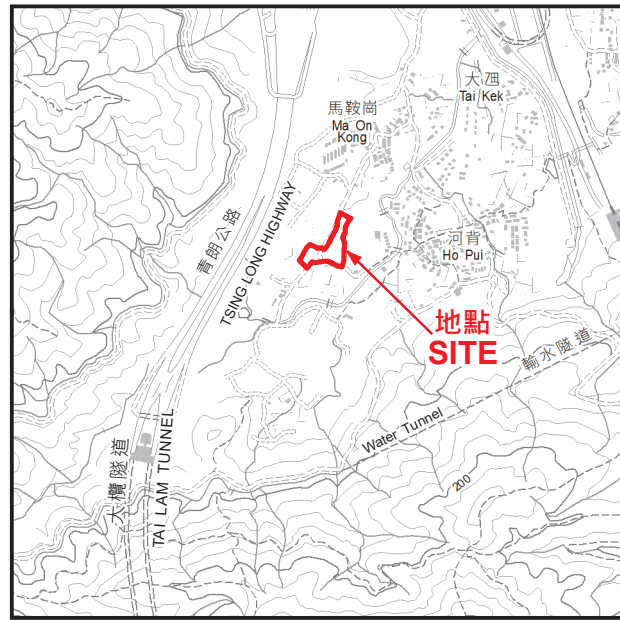 大𣲷
Tai Kek
馬鞍崗
Ma On
Kong
青朗公路
TSING LONG HIGHWAY
河背
Ho Pui
地點
SITE
輸水隧道
Water Tunnel
200
大欖隧道
TAI LAM TUNNEL